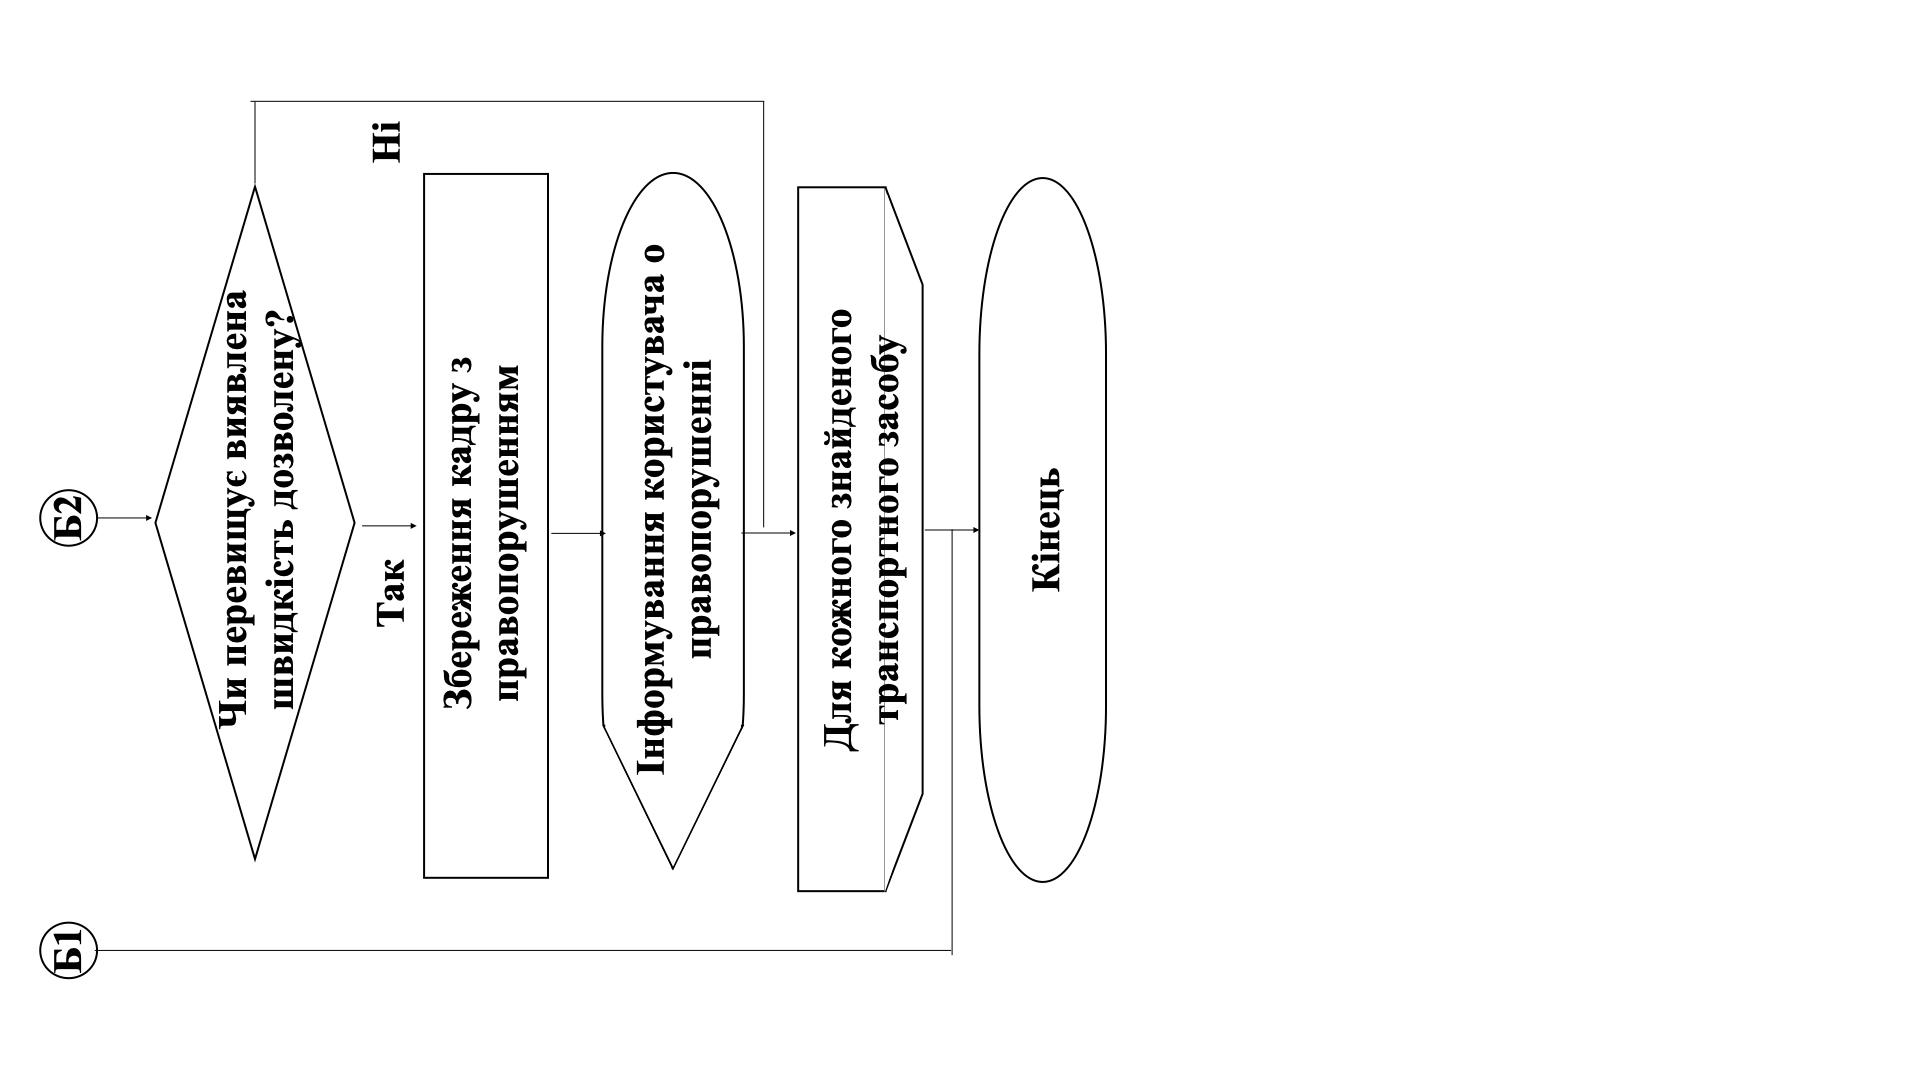 Б1
Б2
Чи перевищує виявлена
швидкість дозволену?
Так
Ні
Збереження кадру з
правопорушенням
Інформування користувача о
правопорушенні
Для кожного знайденого
транспортного засобу
Кінець